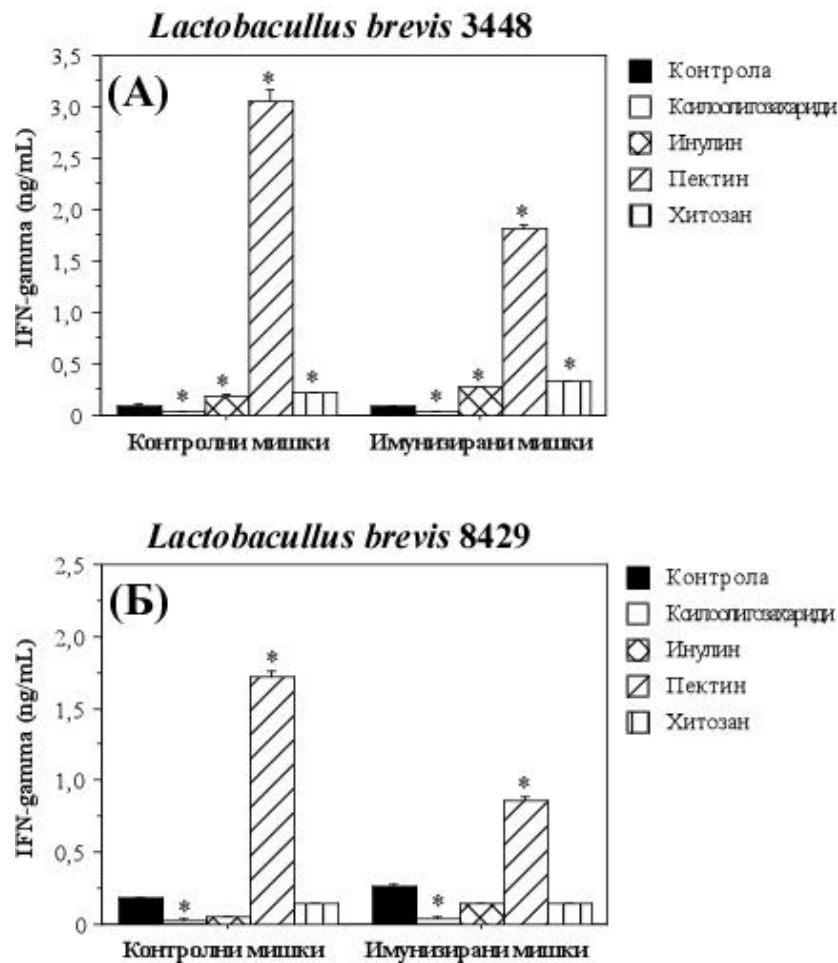 Lactobacullus brevis 3448
(А)
IFN-gamma (ng/mL)
3,5
3,0
2,5
2,0
1,5
1,0
0,5
0
* * * *
* * * *
Контролни мишки Имунизирани мишки
Контрола
Ксилоолигозахариди
Инулин
Пектин
Хитозан
Lactobacullus brevis 8429
(Б)
IFN-gamma (ng/mL)
2,5
2,0
1,5
1,0
0,5
0
* *
* *
Контролни мишки Имунизирани мишки
Контрола
Ксилоолигозахариди
Инулин
Пектин
Хитозан